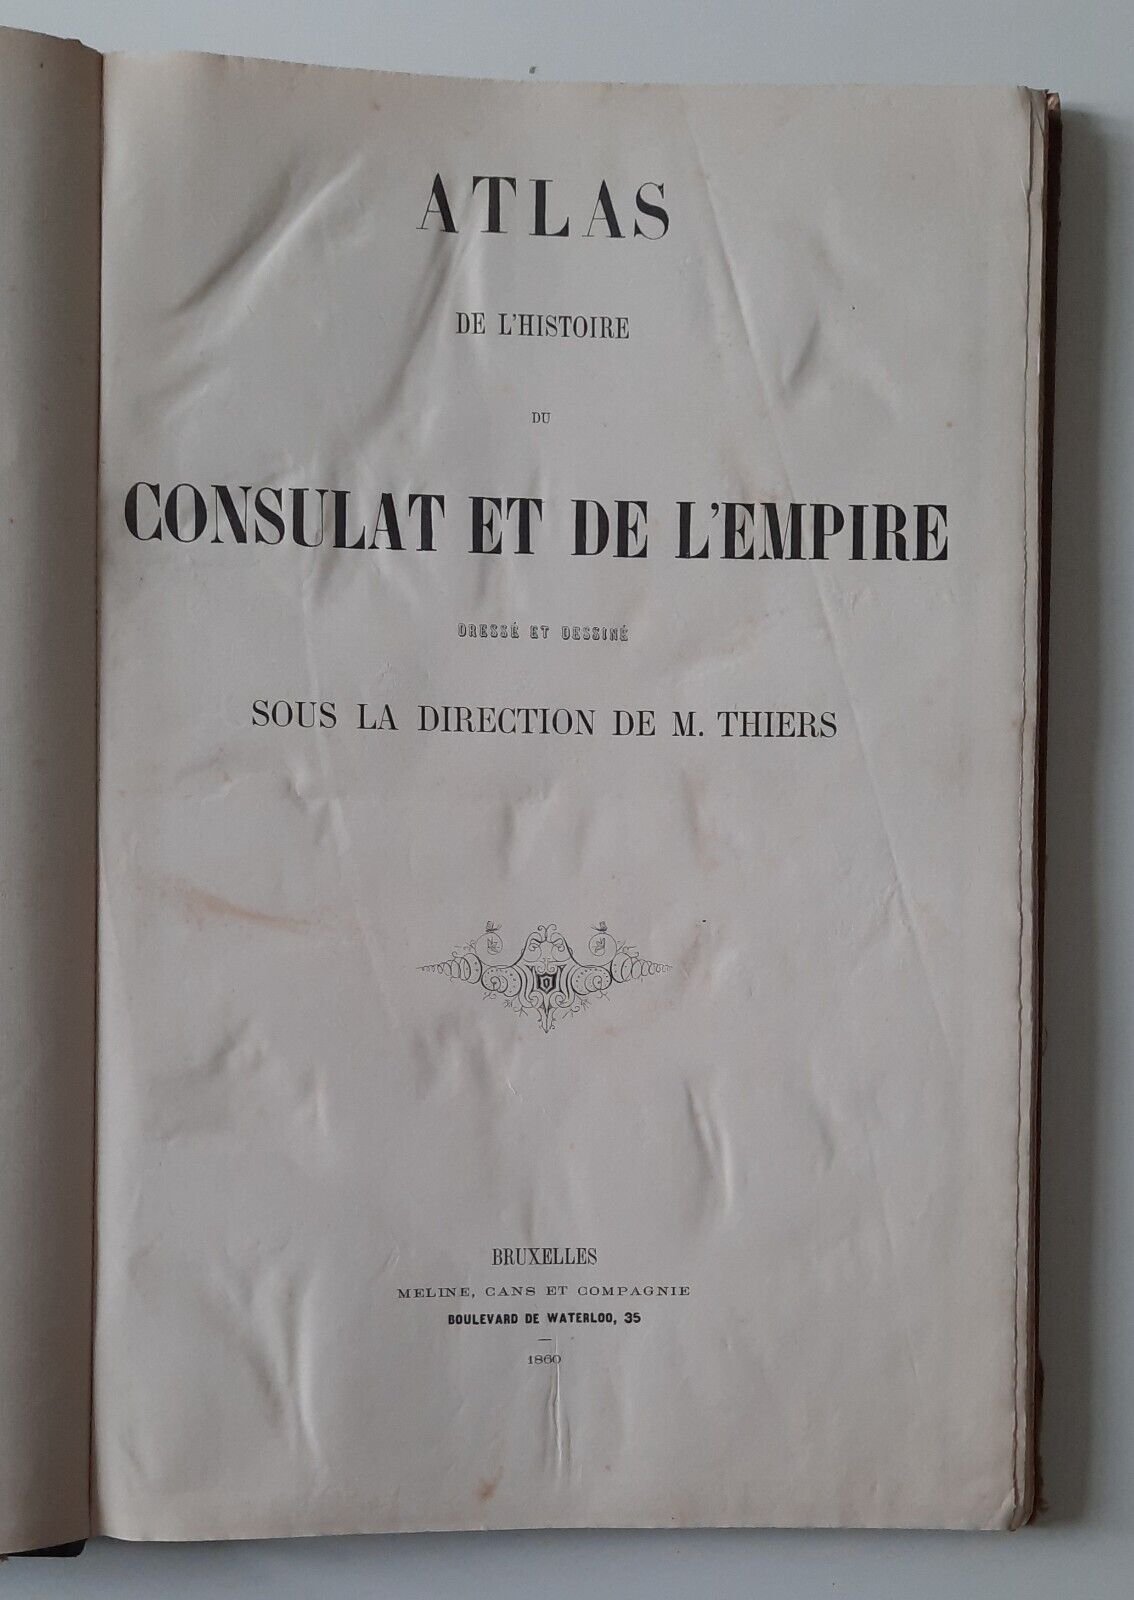 ATLAS
DE L'HISTOIRE
DU
CONSULAT ET DE L'EMPIRE
DRESSÉ ET DESSINÉ
SOUS LA DIRECTION DE M. THIERS
BRUXELLES
MELINE, CANS ET COMPAGNIE
BOULEVARD DE WATERLOO, 35
1860